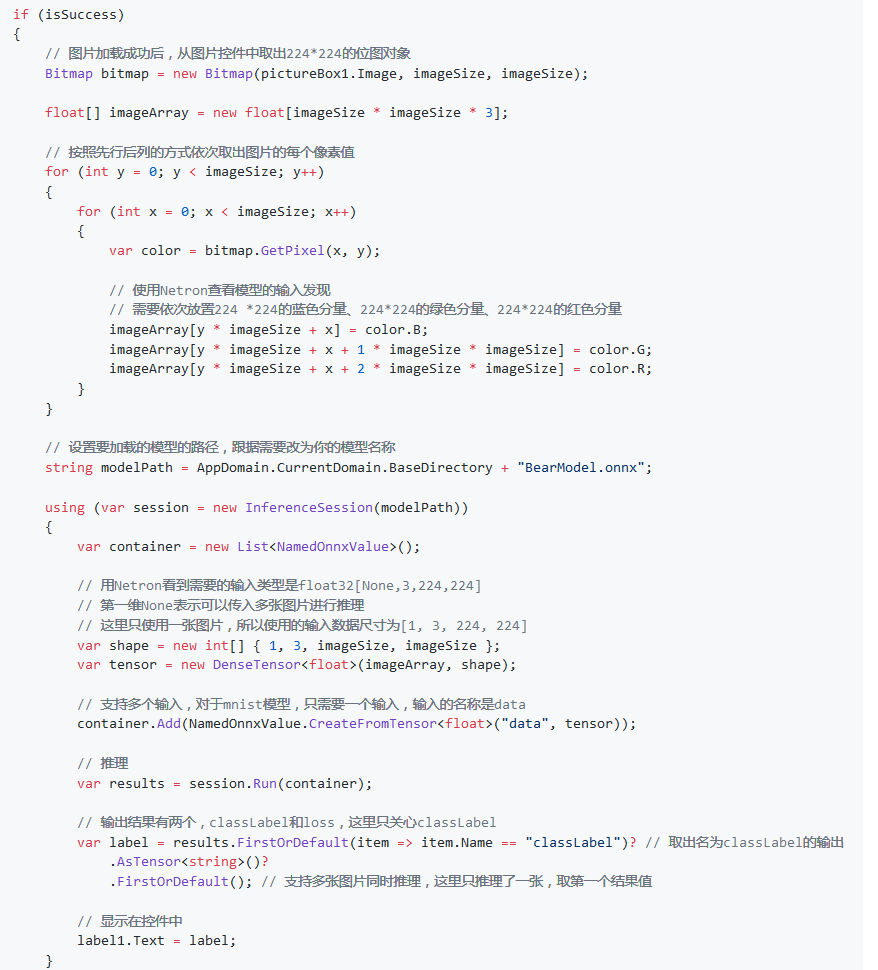 if (isSuccess)
{
    // 图片加载成功后，从图片控件中取出224*224的位图对象
    Bitmap bitmap = new Bitmap(pictureBox1.Image, imageSize, imageSize);

    float[] imageArray = new float[imageSize * imageSize * 3];

    // 按照先行后列的方式依次取出图片的每个像素值
    for (int y = 0; y < imageSize; y++)
    {
        for (int x = 0; x < imageSize; x++)
        {
            var color = bitmap.GetPixel(x, y);

            // 使用Netron查看模型的输入发现
            // 需要依次放置224 *224的蓝色分量、224*224的绿色分量、224*224的红色分量
            imageArray[y * imageSize + x] = color.B;
            imageArray[y * imageSize + x + 1 * imageSize * imageSize] = color.G;
            imageArray[y * imageSize + x + 2 * imageSize * imageSize] = color.R;
        }
    }

    // 设置要加载的模型的路径，跟据需要改为你的模型名称
    string modelPath = AppDomain.CurrentDomain.BaseDirectory + "BearModel.onnx";

    using (var session = new InferenceSession(modelPath))
    {
        var container = new List<NamedOnnxValue>();

        // 用Netron看到需要的输入类型是float32[None,3,224,224]
        // 第一维None表示可以传入多张图片进行推理
        // 这里只使用一张图片，所以使用的输入数据尺寸为[1, 3, 224, 224]
        var shape = new int[] { 1, 3, imageSize, imageSize };
        var tensor = new DenseTensor<float>(imageArray, shape);

        // 支持多个输入，对于mnist模型，只需要一个输入，输入的名称是data
        container.Add(NamedOnnxValue.CreateFromTensor<float>("data", tensor));

        // 推理
        var results = session.Run(container);

        // 输出结果有两个，classLabel和loss，这里只关心classLabel
        var label = results.FirstOrDefault(item => item.Name == "classLabel")? // 取出名为classLabel的输出
            .AsTensor<string>()?
            .FirstOrDefault(); // 支持多张图片同时推理，这里只推理了一张，取第一个结果值

        // 显示在控件中
        label1.Text = label;
    }